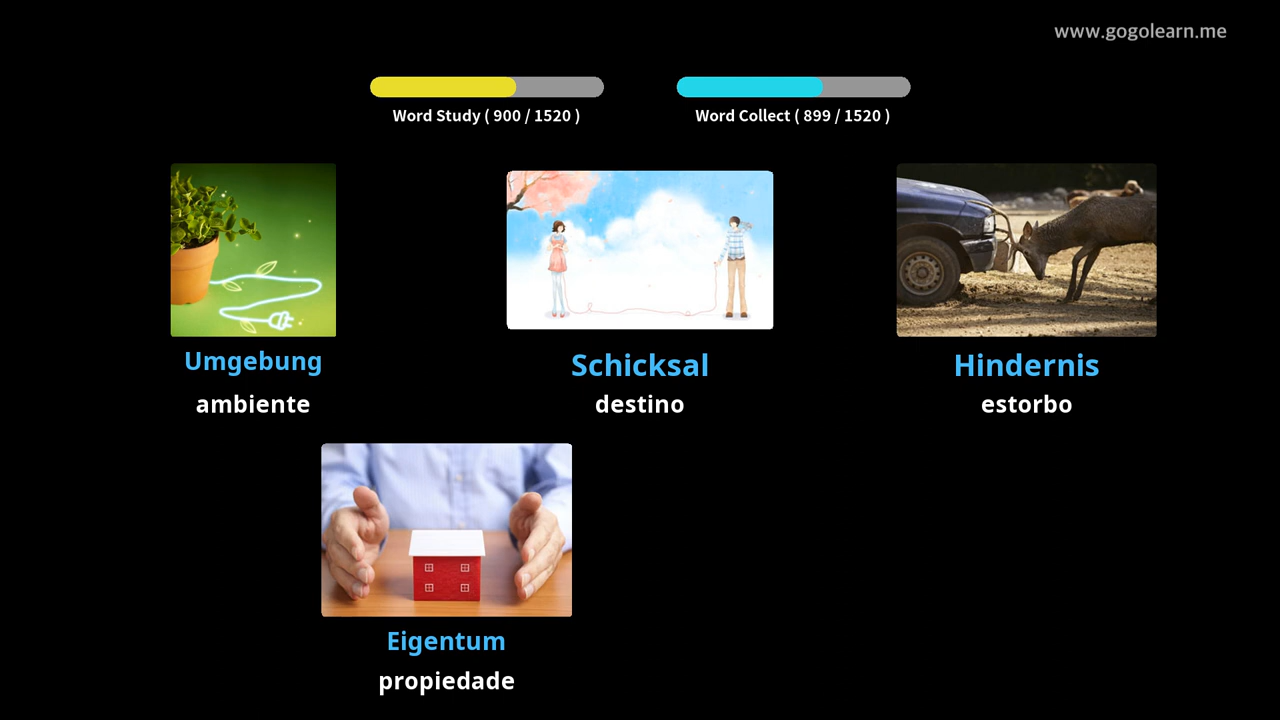 www.gogolearn.me
Word Study ( 900 / 1520 )
Word Collect ( 899 / 1520 )
Umgebung
ambiente
Schicksal
destino
Hindernis
estorbo
Eigentum
propiedade